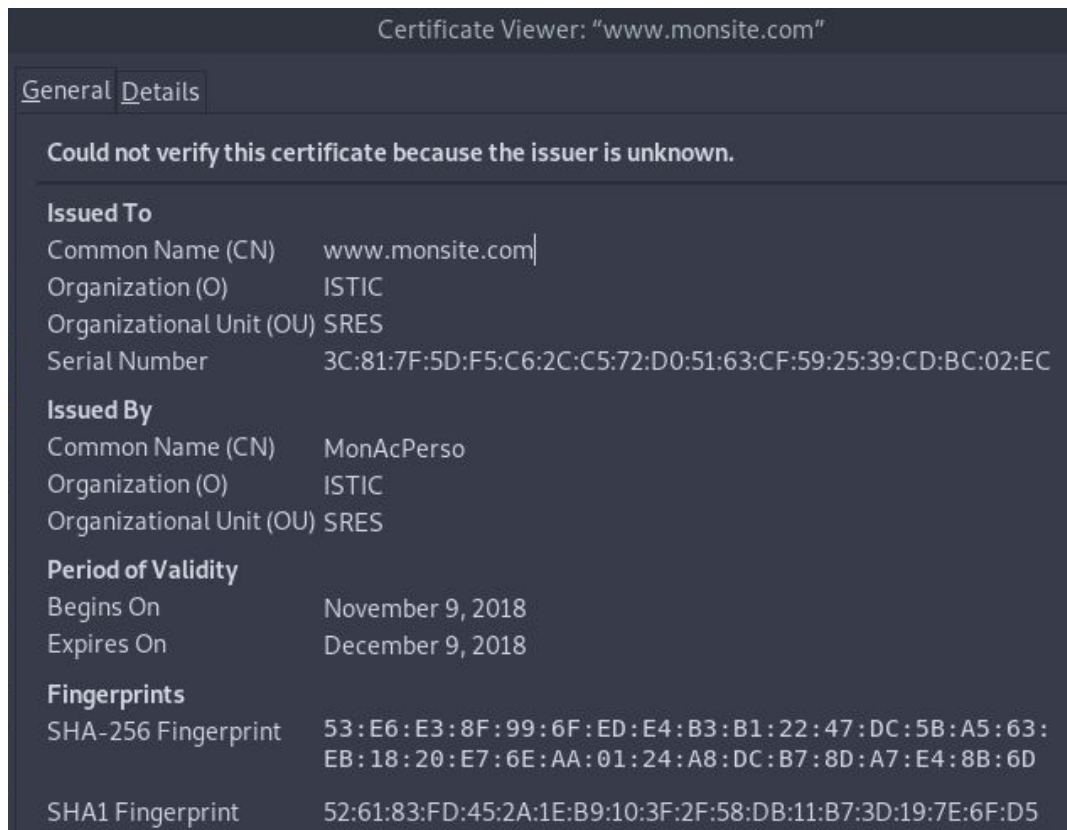 Certificate Viewer: “www.monsite.com”
General Details
Could not verify this certificate because the issuer is unknown.
Issued To
Common Name (CN) www.monsite.com
Organization (O) ISTIC
Organizational Unit (OU) SRES
Serial Number 3C:81:7F:5D:F5:C6:2C:C5:72:D0:51:63:CF:59:25:39:CD:BC:02:EC
Issued By
Common Name (CN) MonAcPerso
Organization (O) ISTIC
Organizational Unit (OU) SRES
Period of Validity
Begins On November 9, 2018
Expires On December 9, 2018
Fingerprints
SHA-256 Fingerprint 53:E6:E3:8F:99:6F:ED:E4:B3:B1:22:47:DC:5B:A5:63:
EB:18:20:E7:6E:AA:01:24:A8:DC:B7:8D:A7:E4:8B:6D
SHA1 Fingerprint 52:61:83:FD:45:2A:1E:B9:10:3F:2F:58:DB:11:B7:3D:19:7E:6F:D5